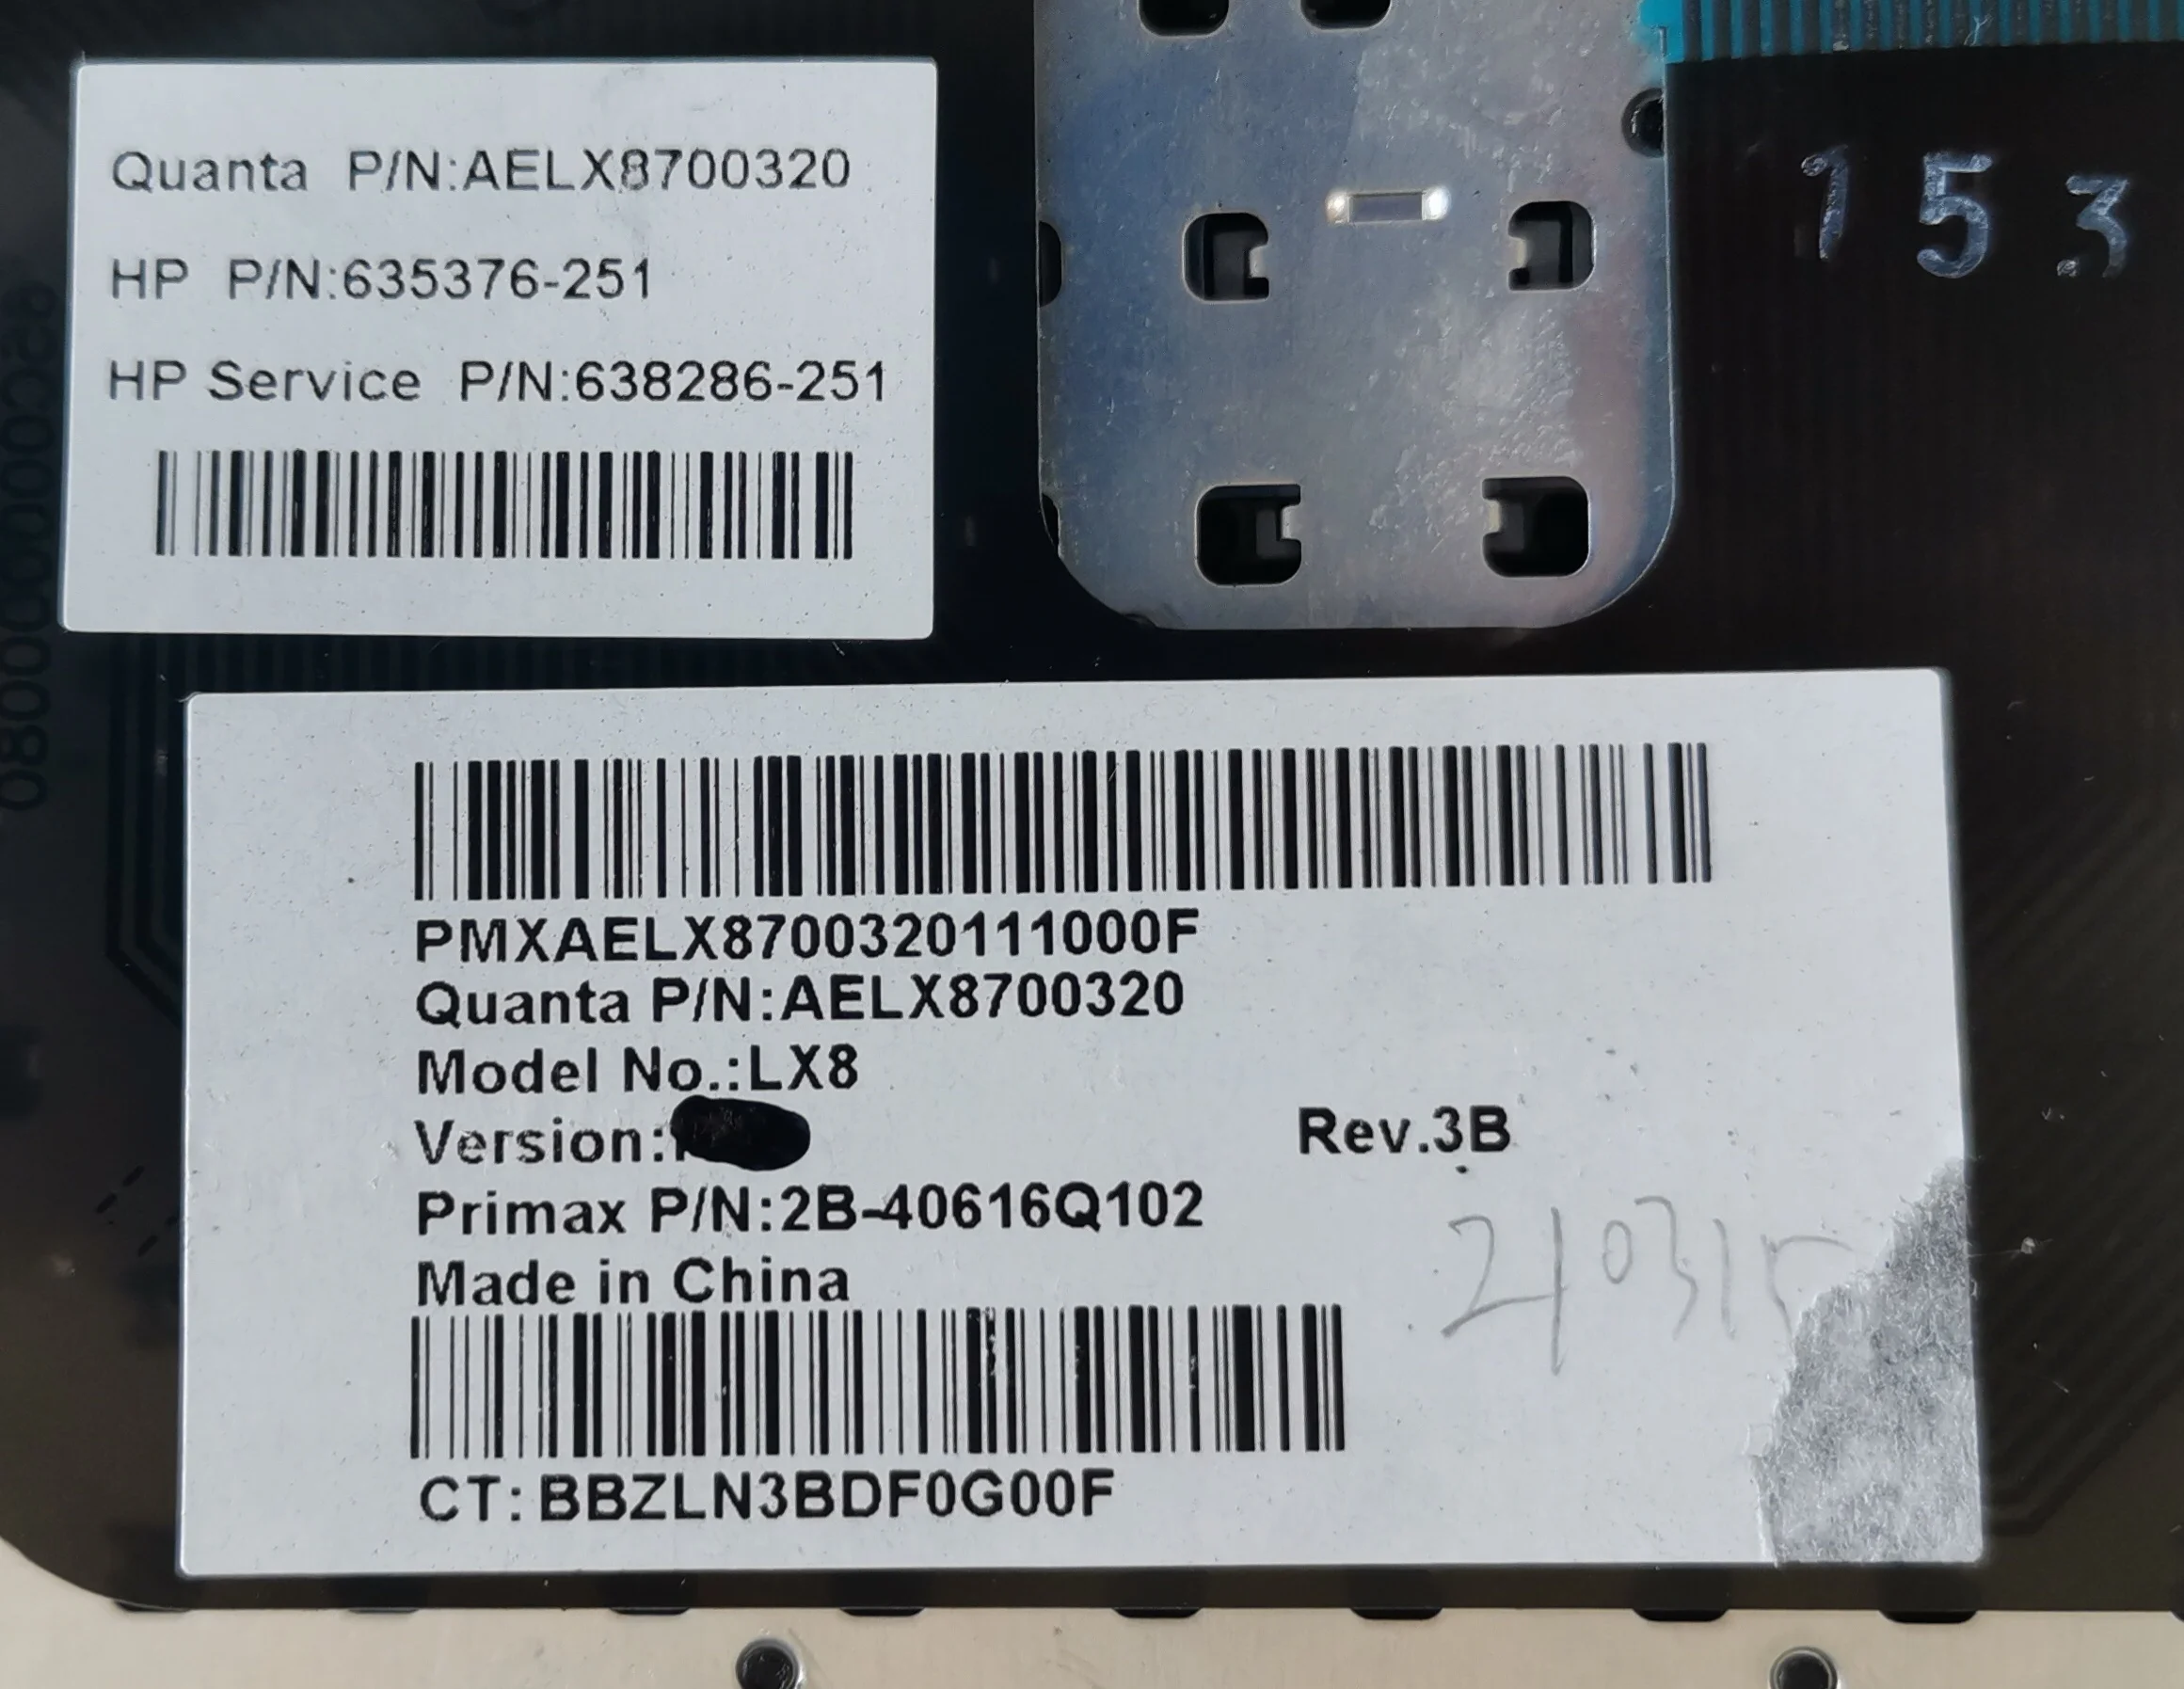 Quanta P/N:AELX8700320
HP P/N:635376-251
HP Service P/N:638286-251
153
PMXAELX8700320111000F
Quanta P/N:AELX8700320
Model No.:LX8
Version:
Rev.3B
Primax P/N:2B-40616Q102
Made in China
210315
CT:BBZLN3BDF0G00F